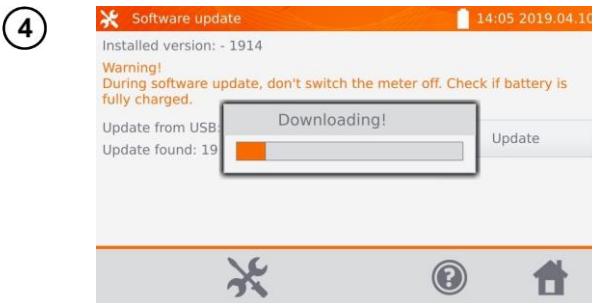 4
Software update
14:05 2019.04.10
Installed version: - 1914
Warning!
During software update, don't switch the meter off. Check if battery is
fully charged.
Downloading!
Update from USB:
Update
Update found: 19